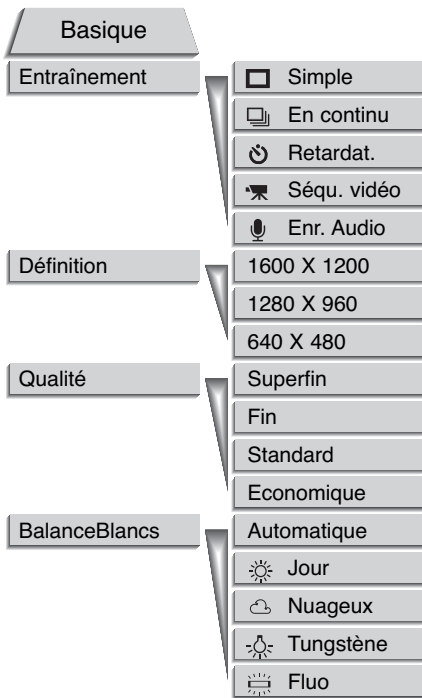 Basique
Entraînement
Simple
En continu
Retardat.
Séqu. vidéo
Enr. Audio
Définition
1600 X 1200
1280 X 960
640 X 480
Qualité
Superfin
Fin
Standard
Economique
BalanceBlancs
Automatique
Jour
Nuageux
Tungstène
Fluo